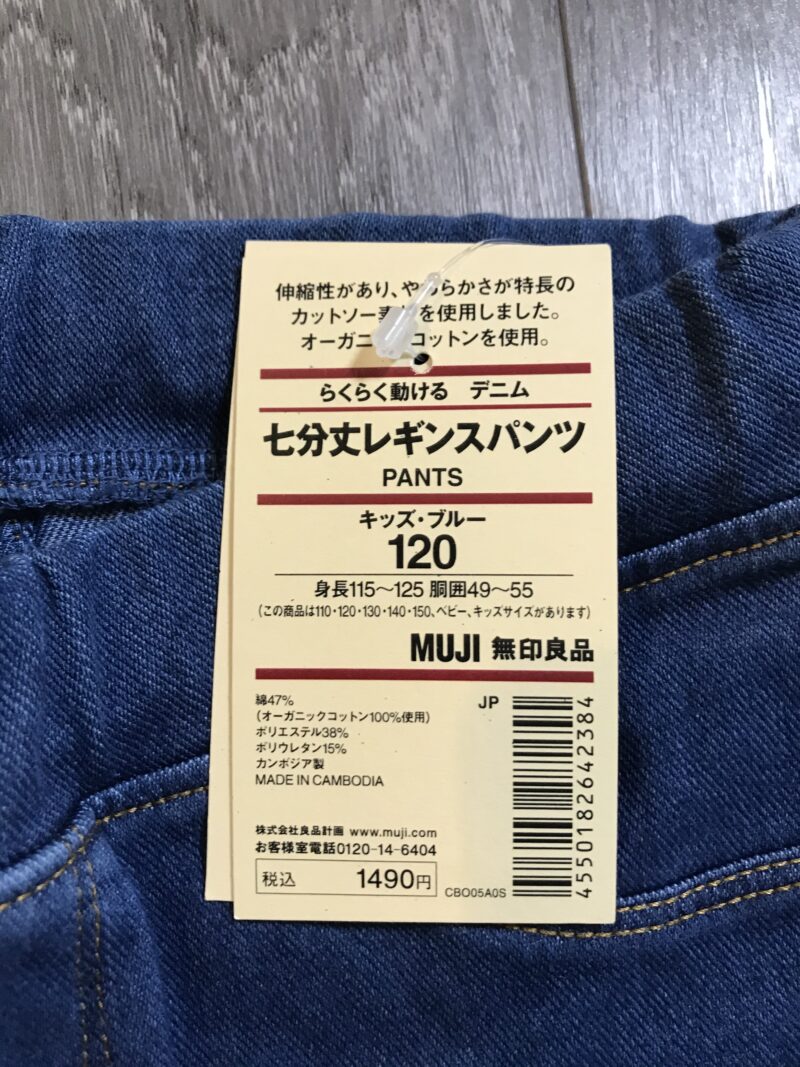 伸縮性があり、やわらかさが特長の
カットソー素を使用しました。
オーガニックコットンを使用。
らくらく動ける デニム
七分丈レギンスパンツ
PANTS
キッズ・ブルー
120
身長115～125 胴囲49～55
(この商品は110・120・130・140・150、ベビー、キッズサイズがあります)
MUJI 無印良品
綿47%
(オーガニックコットン100%使用)
ポリエステル38%
ポリウレタン15%
カンボジア製
MADE IN CAMBODIA
JP
4550182642384
株式会社良品計画 www.muji.com
お客様室電話0120-14-6404
税込 1490円
CBO05A0S